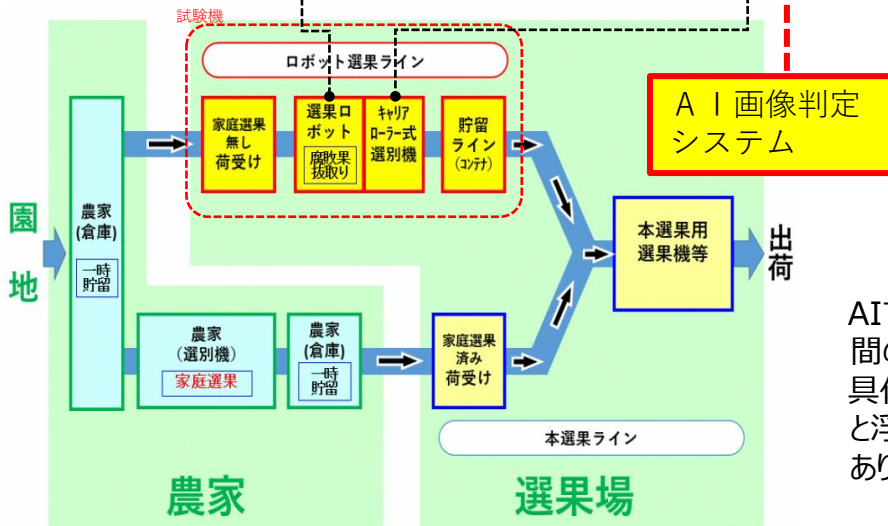 試験機
ロボット選果ライン
家庭選果
無し
荷受け
選果ロ
ボット
腐敗果
抜取り
キャリア
ローラー式
選別機
貯留
ライン
(コンテナ)
AI画像判定
システム
園
地
農家
(倉庫)
一時
貯留
農家
(選別機)
家庭選果
農家
(倉庫)
一時
貯留
家庭選果
済み
荷受け
本選果用
選果機等
出
荷
本選果ライン
農家
選果場
AI
間の
具体
と浮
あり